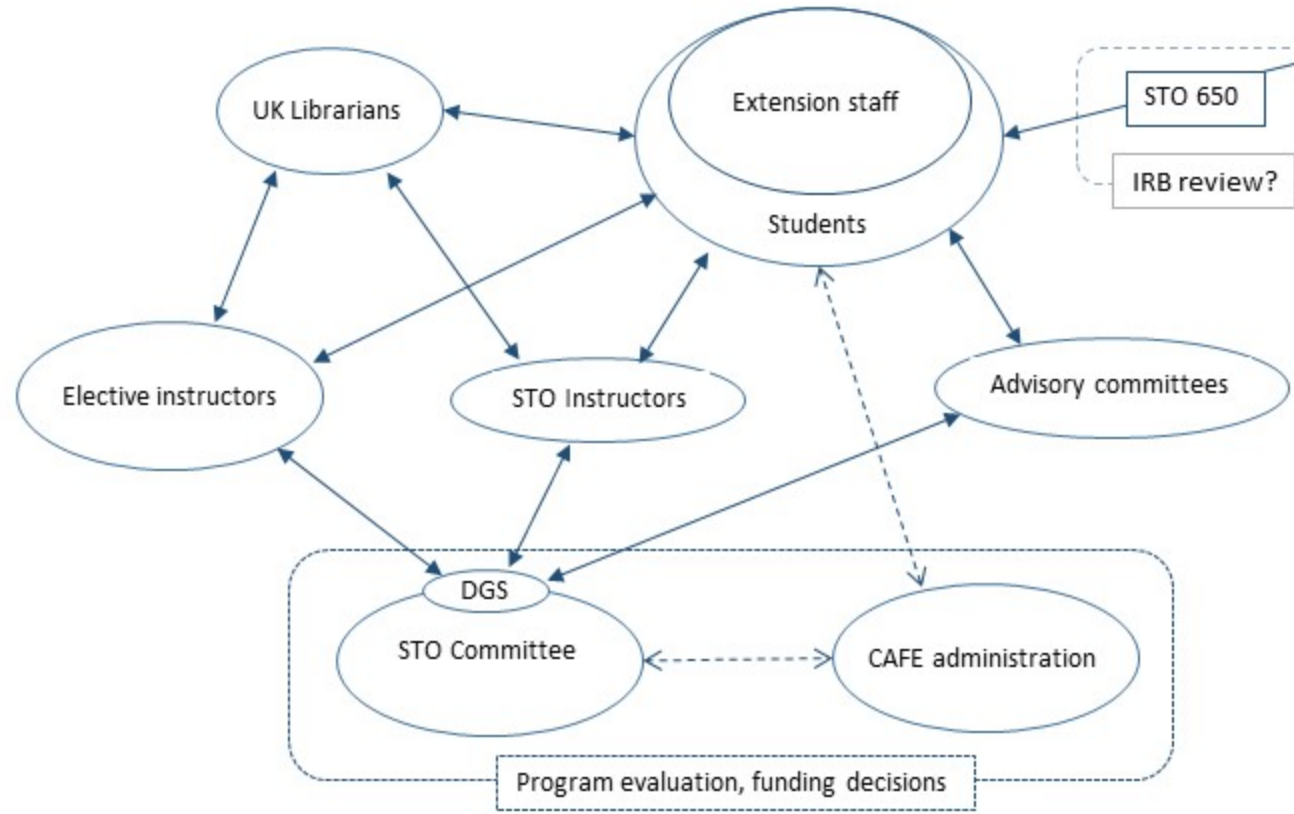 UK Librarians
Extension staff
STO 650
IRB review?
Students
Elective instructors
STO Instructors
Advisory committees
DGS
STO Committee
CAFE administration
Program evaluation, funding decisions